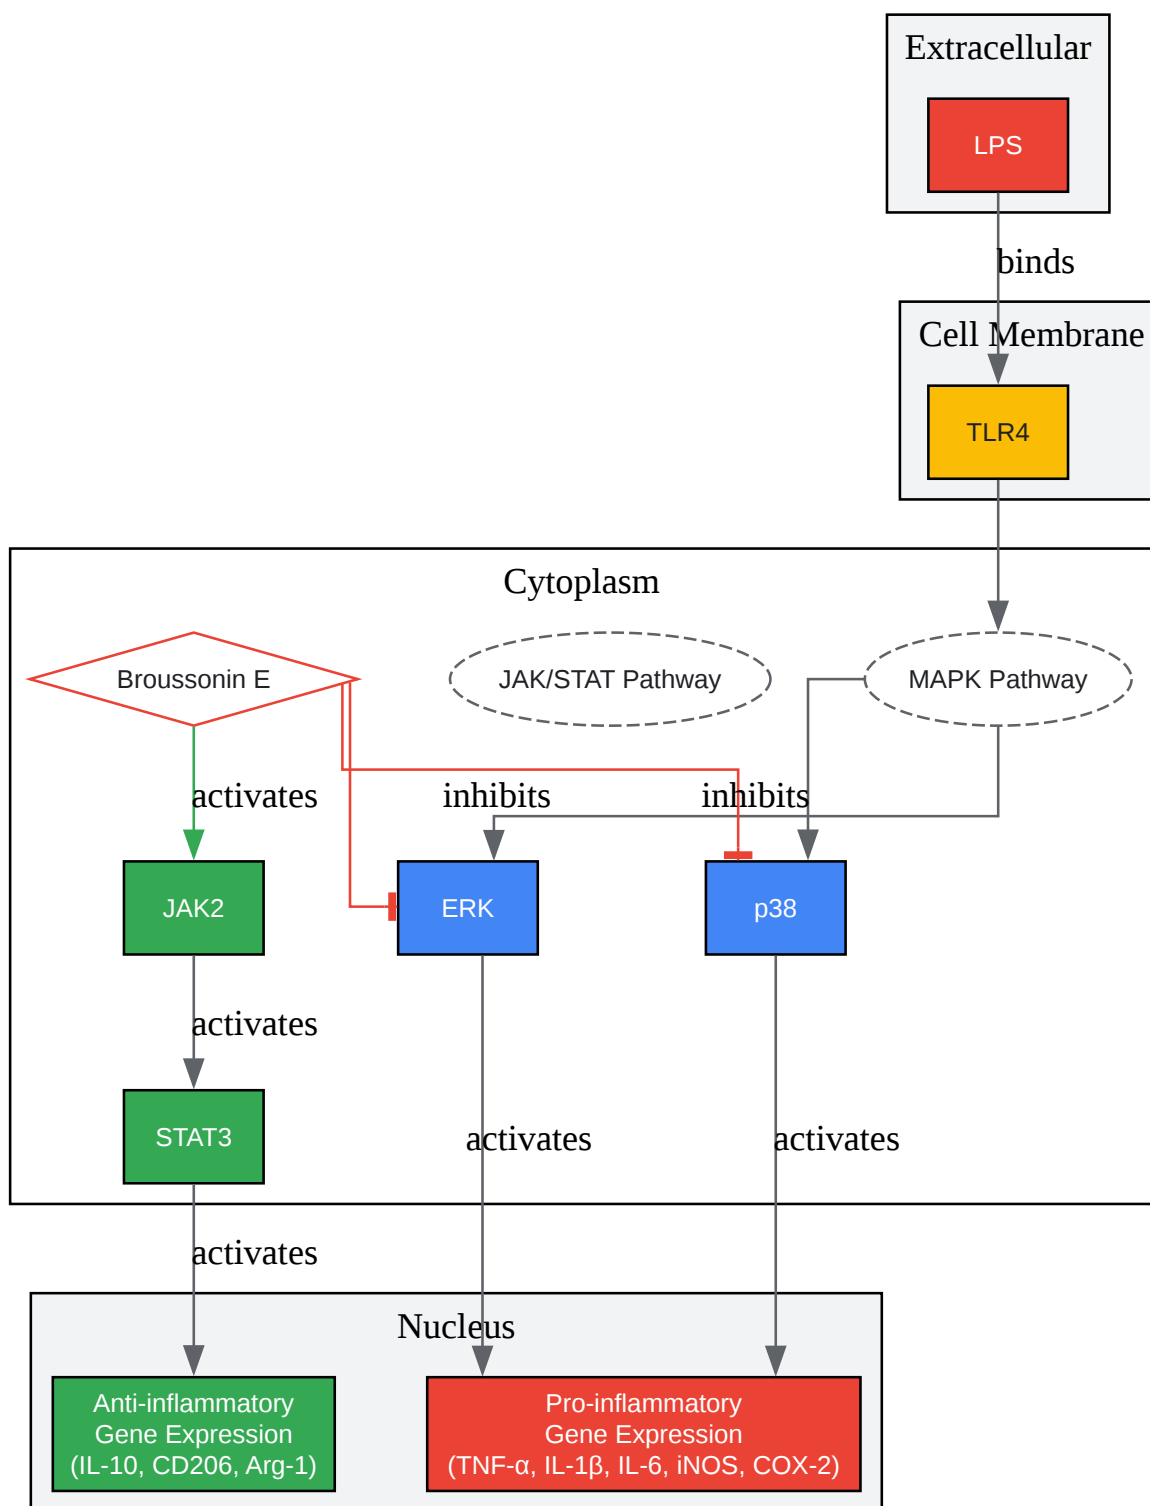 Extracellular
LPS
binds
Cell Membrane
TLR4
Cytoplasm
Broussonin E
JAK/STAT Pathway
MAPK Pathway
activates
inhibits
inhibits
JAK2
ERK
p38
activates
STAT3
activates
activates
activates
Nucleus
Anti-inflammatory
Gene Expression
(IL-10, CD206, Arg-1)
Pro-inflammatory
Gene Expression
(TNF-α, IL-1β, IL-6, iNOS, COX-2)